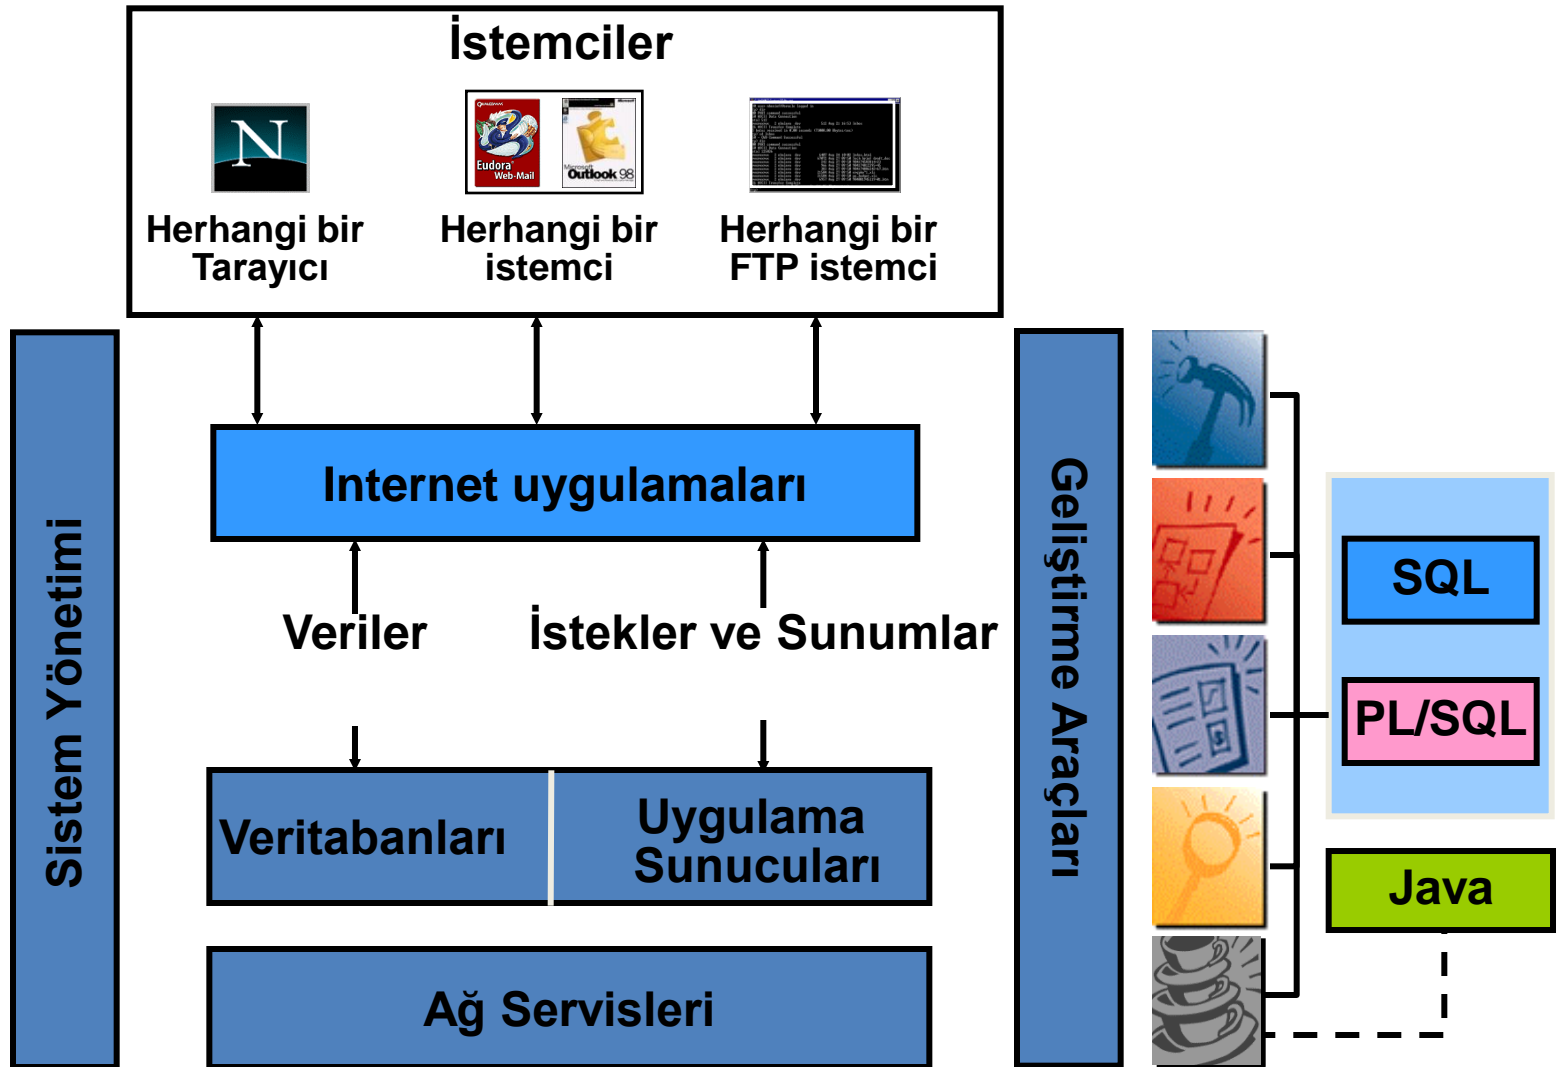 İstemciler
N
Eudora
Web-Mail
Microsoft
Outlook 98
Herhangi bir
Tarayıcı
Herhangi bir
istemci
Herhangi bir
FTP istemci
Internet uygulamaları
Veriler
İstekler ve Sunumlar
Veritabanları
Uygulama
Sunucuları
Ağ Servisleri
Sistem Yönetimi
Geliştirme Araçları
SQL
PL/SQL
Java